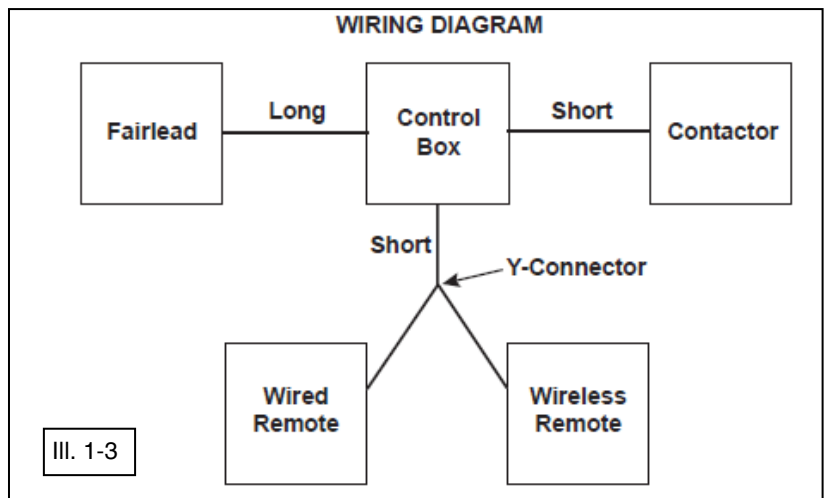 WIRING DIAGRAM
Fairlead
Long
Control
Box
Short
Contactor
Short
Y-Connector
Wired
Remote
Wireless
Remote
Ill. 1-3